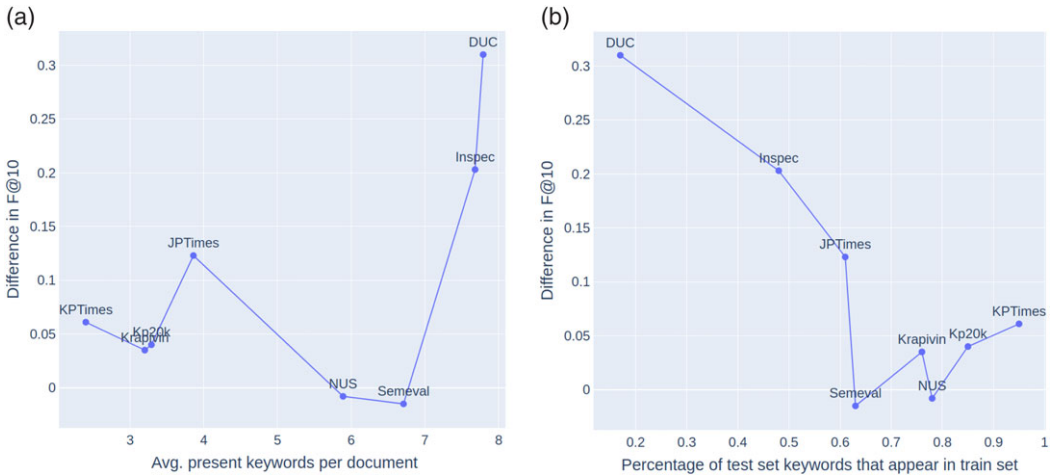 (a)
DUC
0.3
0.25
Inspec
0.2
0.15
JPTimes
0.1
KPTimes
0.05
Kp20k
Krapivin
NUS
Semeval
0
3 4 5 6 7 8
Difference in F@10
Avg. present keywords per document
(b)
DUC
0.3
0.25
Inspec
0.2
0.15
JPTimes
0.1
KPTimes
0.05
Krapivin
Kp20k
NUS
Semeval
0
0.2 0.3 0.4 0.5 0.6 0.7 0.8 0.9 1
Difference in F@10
Percentage of test set keywords that appear in train set